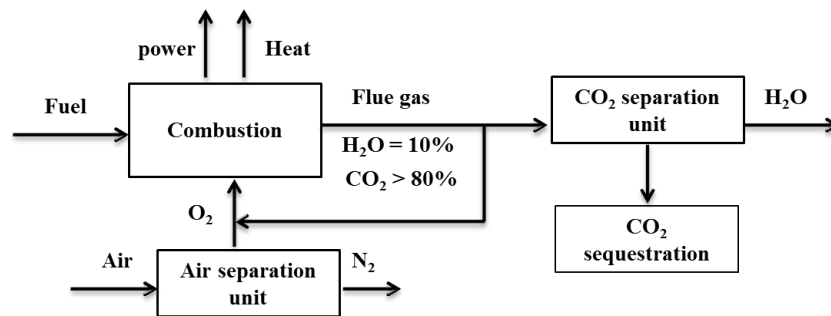 power Heat
Fuel
Combustion
Flue gas
H₂O = 10%
CO₂ > 80%
CO₂ separation
unit
H₂O
O₂
CO₂
sequestration
Air
Air separation
unit
N₂